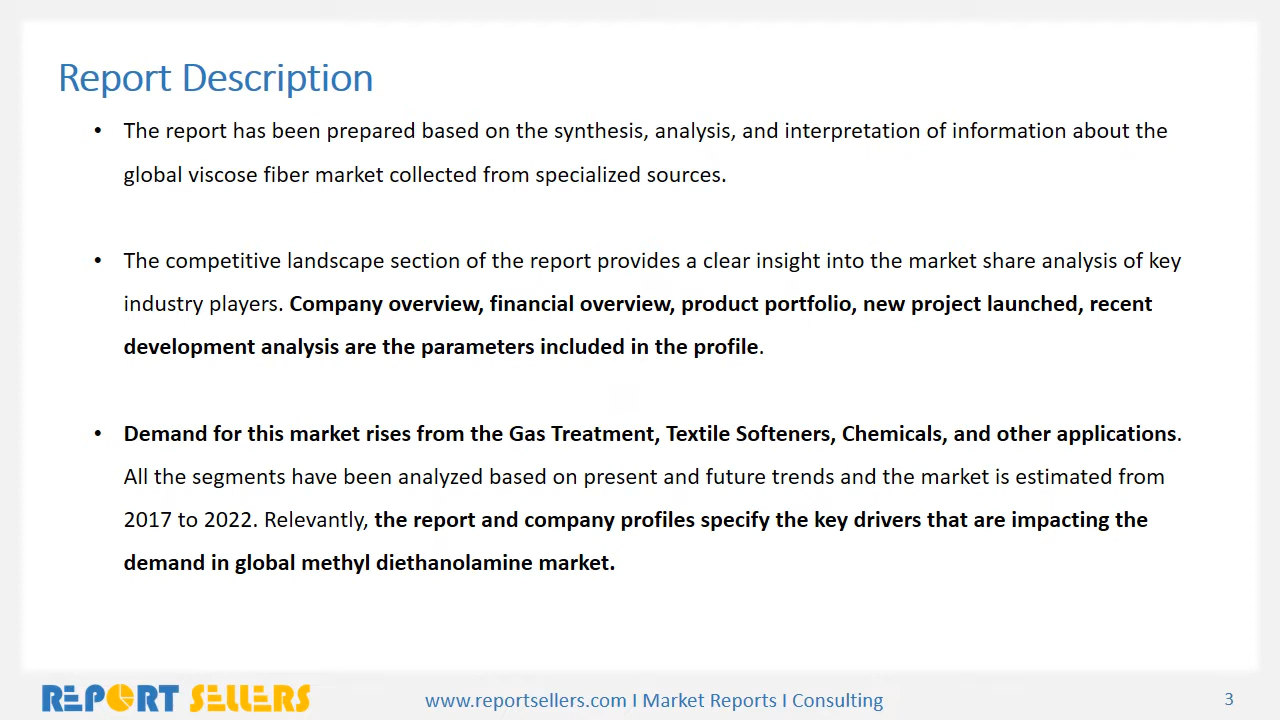 Report Description
• The report has been prepared based on the synthesis, analysis, and interpretation of information about the
global viscose fiber market collected from specialized sources.
• The competitive landscape section of the report provides a clear insight into the market share analysis of key
industry players. Company overview, financial overview, product portfolio, new project launched, recent
development analysis are the parameters included in the profile.
• Demand for this market rises from the Gas Treatment, Textile Softeners, Chemicals, and other applications.
All the segments have been analyzed based on present and future trends and the market is estimated from
2017 to 2022. Relevantly, the report and company profiles specify the key drivers that are impacting the
demand in global methyl diethanolamine market.
REPORT SELLERS
www.reportsellers.com I Market Reports I Consulting
3